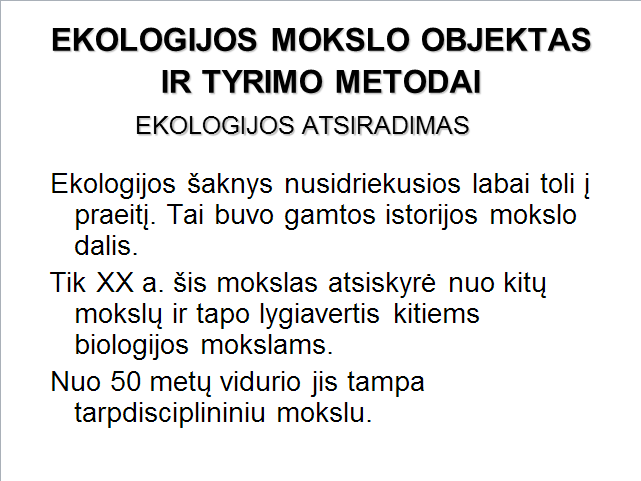 EKOLOGIJOS MOKSLO OBJEKTAS
IR TYRIMO METODAI
EKOLOGIJOS ATSIRADIMAS
Ekologijos šaknys nusidriekusios labai toli į
praeitį. Tai buvo gamtos istorijos mokslo
dalis.
Tik XX a. šis mokslas atsiskyrė nuo kitų
mokslų ir tapo lygiavertis kitiems
biologijos mokslams.
Nuo 50 metų vidurio jis tampa
tarpdisciplininiu mokslu.